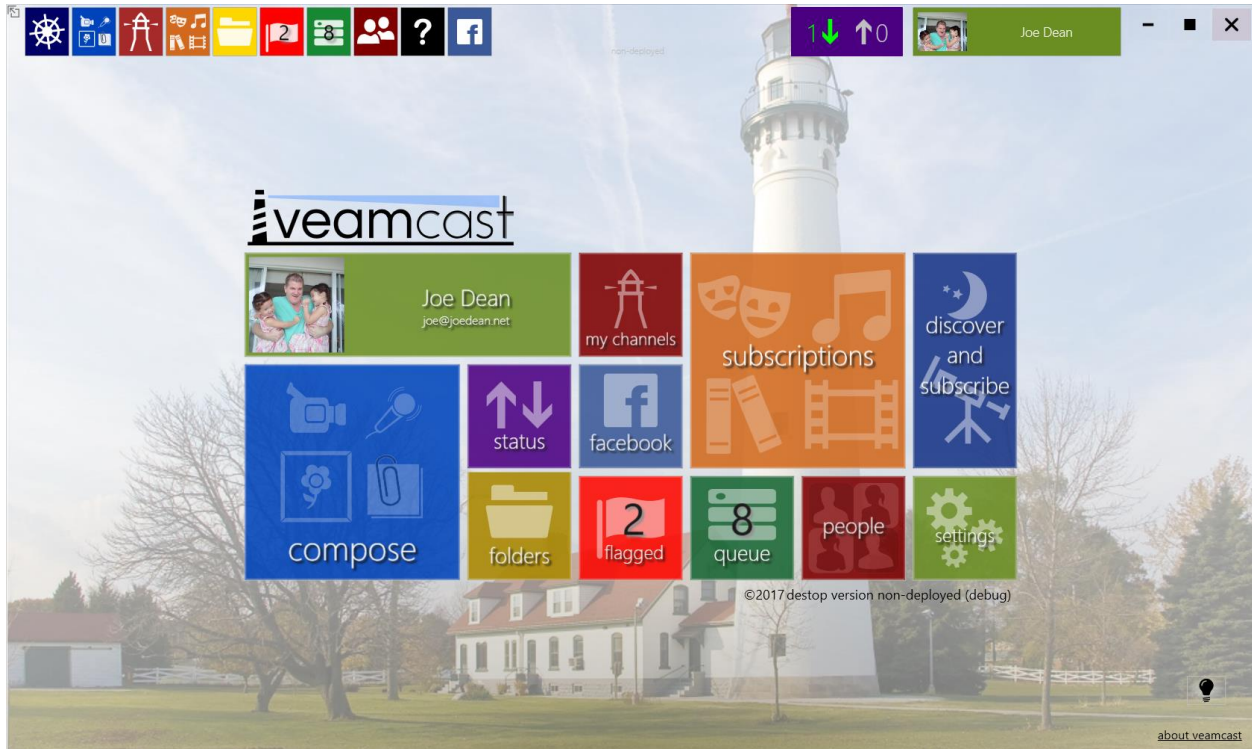 2
8
?
f
non-deployed
1
0
Joe Dean
veamcast
Joe Dean
joe@joedean.net
my channels
subscriptions
discover
and
subscribe
compose
status
f
facebook
folders
2
flagged
8
queue
people
settings
©2017 destop version non-deployed (debug)
about veamcast